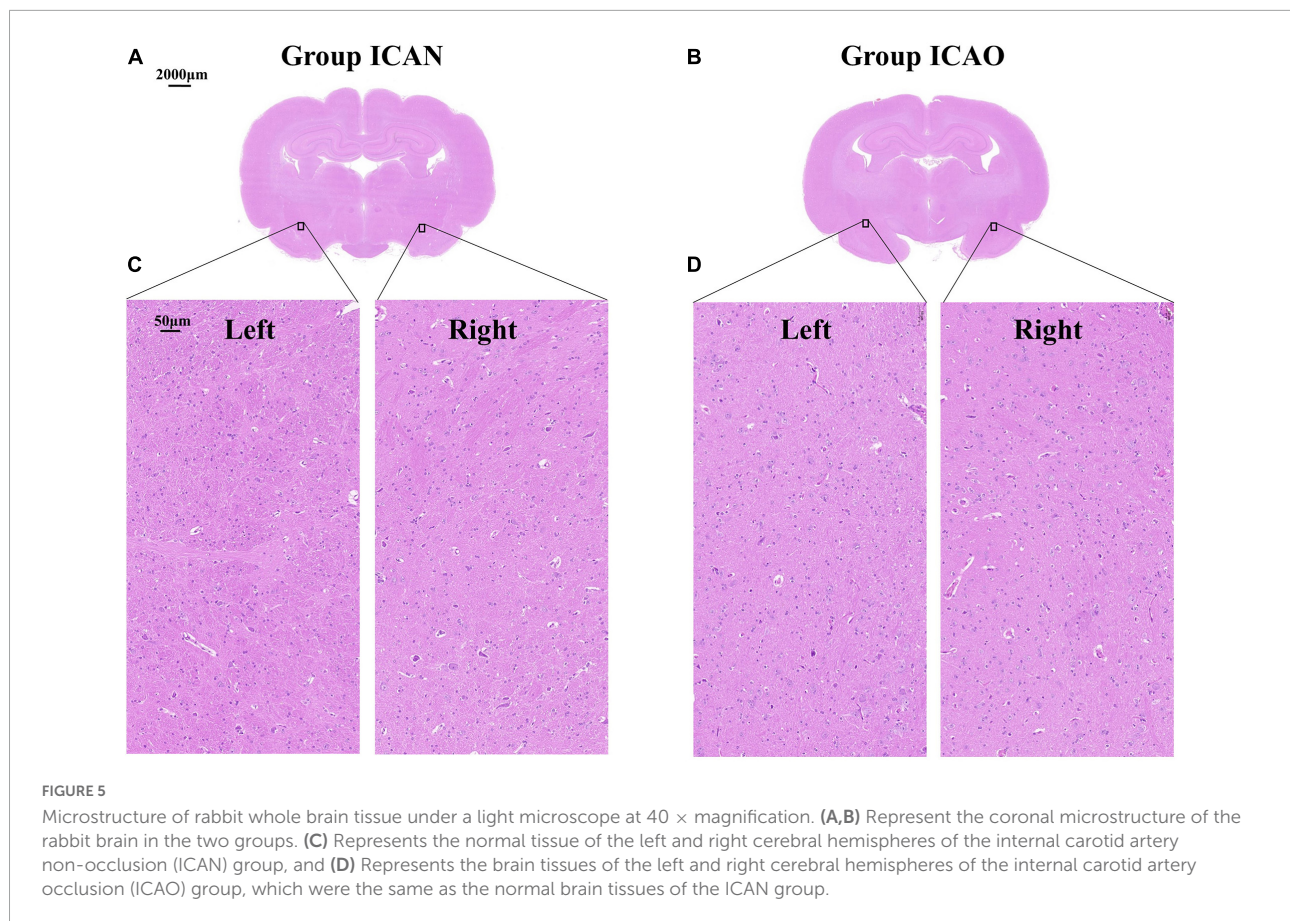 A
Group ICAN
2000μm
B
Group ICAO
C
50μm
Left
Right
D
Left
Right
FIGURE 5
Microstructure of rabbit whole brain tissue under a light microscope at 40 × magnification. (A,B) Represent the coronal microstructure of the
rabbit brain in the two groups. (C) Represents the normal tissue of the left and right cerebral hemispheres of the internal carotid artery
non-occlusion (ICAN) group, and (D) Represents the brain tissues of the left and right cerebral hemispheres of the internal carotid artery
occlusion (ICAO) group, which were the same as the normal brain tissues of the ICAN group.